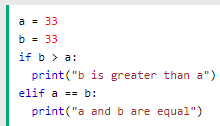 a = 33
b = 33
if b > a:
  print("b is greater than a")
elif a == b:
  print("a and b are equal")